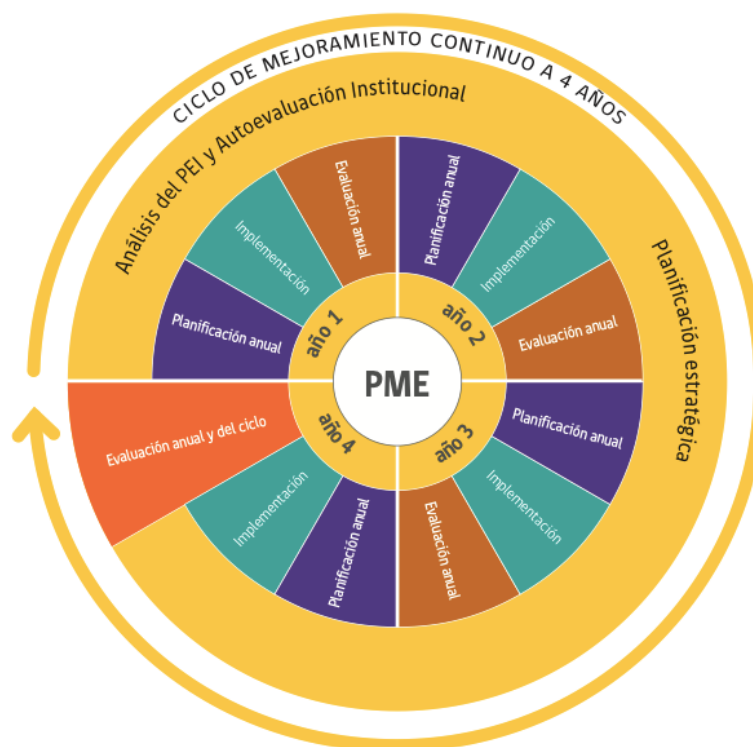 CICLO DE MEJORAMIENTO CONTINUO A 4 AÑOS
Análisis del PEI y Autoevaluación Institucional
Planificación estratégica
PME
año 1
Planificación anual
Implementación
Evaluación anual
año 2
Planificación anual
Implementación
Evaluación anual
año 3
Planificación anual
Implementación
Evaluación anual
año 4
Planificación anual
Implementación
Evaluación anual y del ciclo